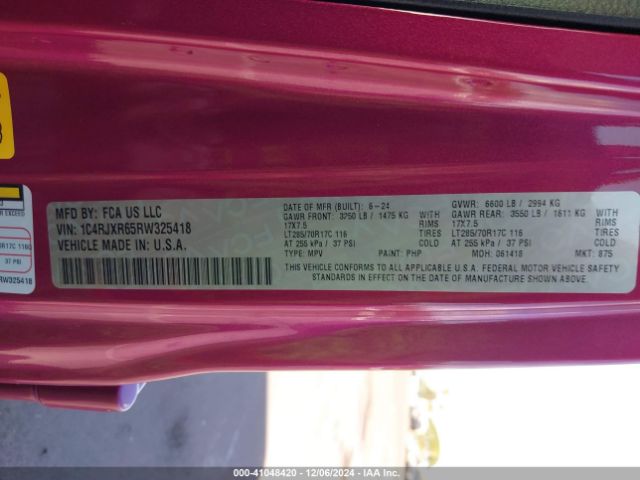 MFD BY: FCA US LLC
VIN: 1C4RJXR65RW325418
VEHICLE MADE IN: U.S.A.
DATE OF MFR (BUILT): 6-24
GVWR: 6600 LB / 2994 KG
GAWR FRONT: 3250 LB / 1475 KG
GAWR REAR: 3550 LB / 1611 KG
17X7.5 RIMS 17X7.5 RIMS
LT285/70R17C 116 TIRES LT285/70R17C 116 TIRES
AT 255 kPa / 37 PSI COLD AT 255 kPa / 37 PSI COLD
TYPE: MPV PAINT: PHP MDH: 061418 MKT: 875
THIS VEHICLE CONFORMS TO ALL APPLICABLE U.S.A. FEDERAL MOTOR VEHICLE SAFETY
STANDARDS IN EFFECT ON THE DATE OF MANUFACTURE SHOWN ABOVE.
R EXCEED
0R17C 116
37 PSI
RW325418
000-41048420 - 12/06/2024 - IAA Inc.